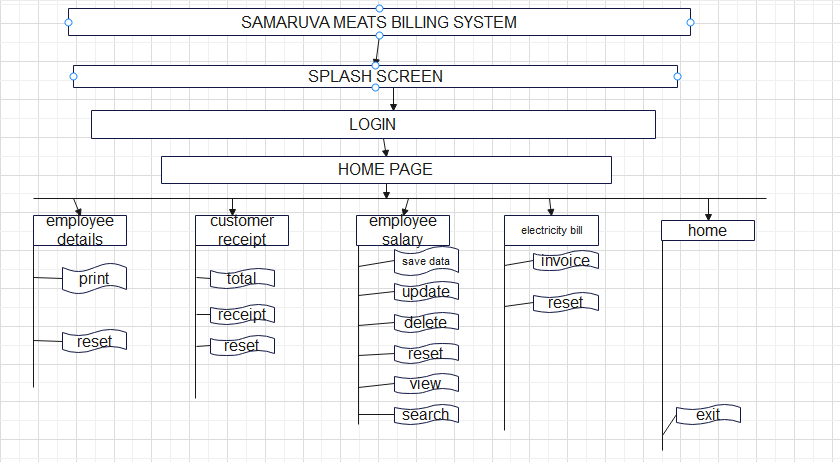 SAMARUVA MEATS BILLING SYSTEM
SPLASH SCREEN
LOGIN
HOME PAGE
employee
details
print
reset
customer
receipt
total
receipt
reset
employee
salary
save data
update
delete
reset
view
search
electricity bill
invoice
reset
home
exit